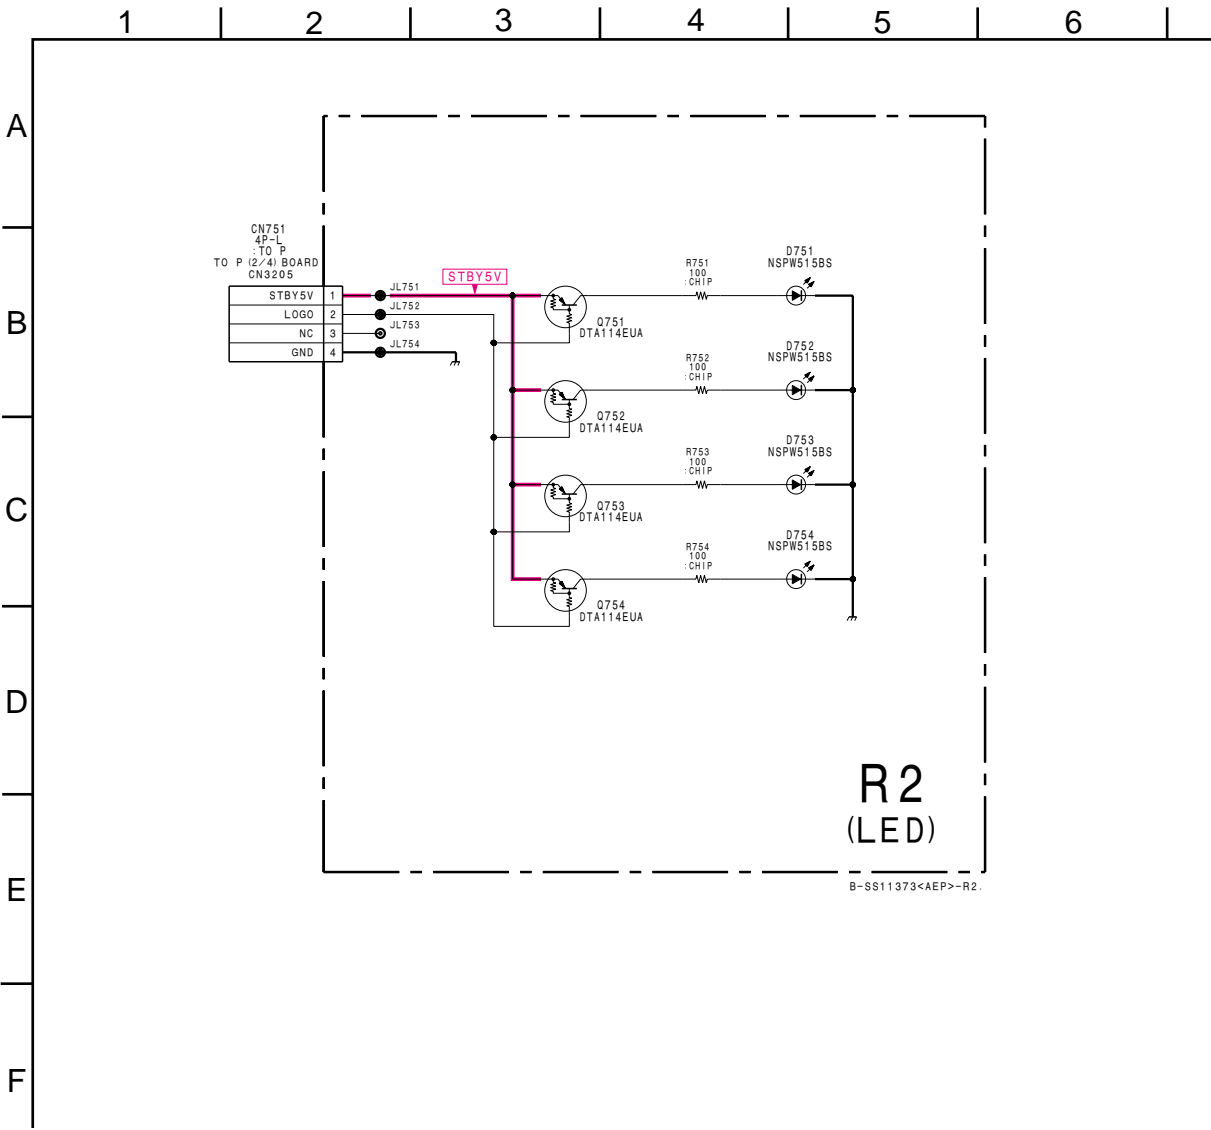 1 2 3 4 5 6
A
B
C
D
E
F
CN751
4P-L
:TO P
TO P (2/4) BOARD
CN3205
STBY5V 1
LOGO 2
NC 3
GND 4
JL751
JL752
JL753
JL754
STBY5V
Q751
DTA114EUA
R751
100
:CHIP
D751
NSPW515BS
Q752
DTA114EUA
R752
100
:CHIP
D752
NSPW515BS
Q753
DTA114EUA
R753
100
:CHIP
D753
NSPW515BS
Q754
DTA114EUA
R754
100
:CHIP
D754
NSPW515BS
R2
(LED)
B-SS11373<AEP>-R2.